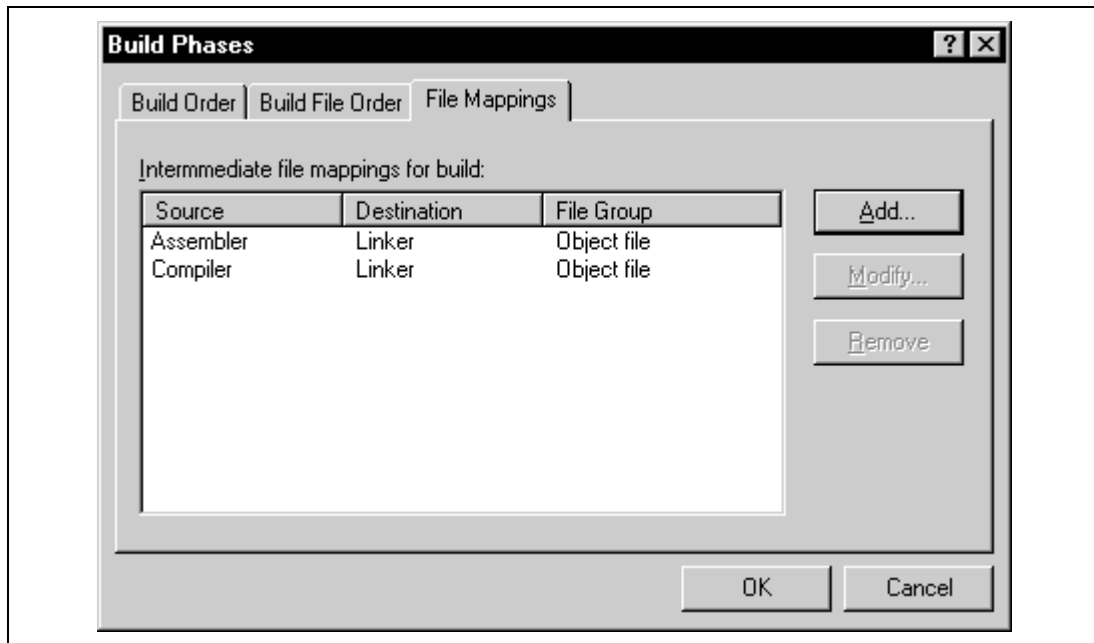 Build Phases
Build Order Build File Order File Mappings
Intermmediate file mappings for build:
Source Destination File Group
Assembler Linker Object file
Compiler Linker Object file
Add...
Modify...
Remove
OK Cancel